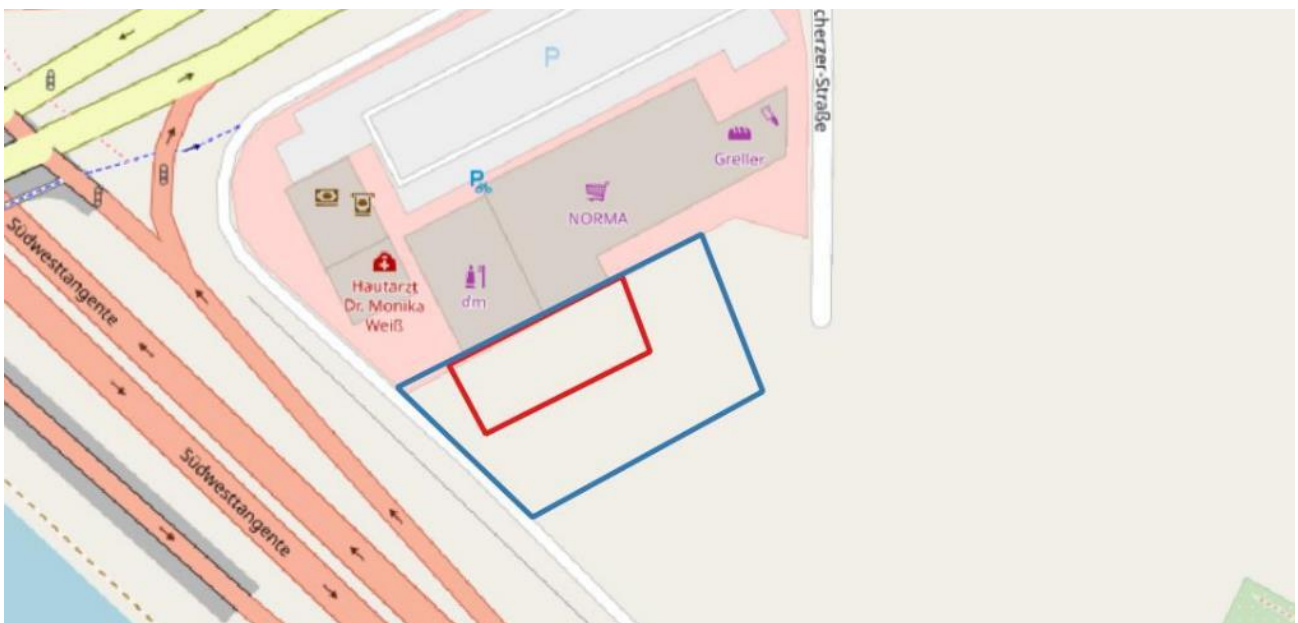 P
cherzer-Straße
Greller
P
NORMA
Südwesttangente
Hautarzt
Dr. Monika
Weiß
dm
Südwesttangente